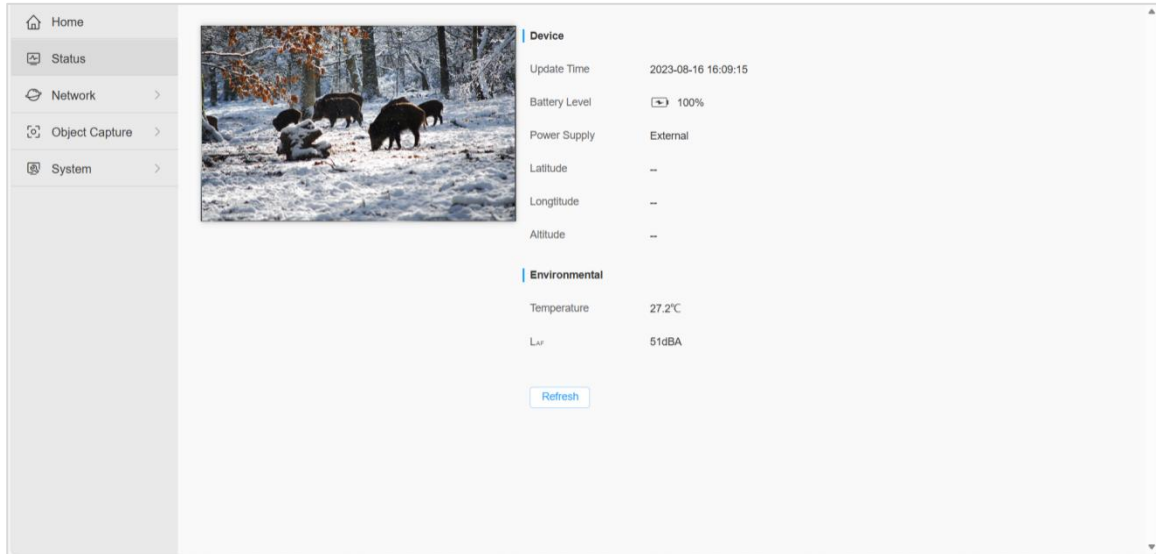 Home
Status
Network
Object Capture
System
Device
Update Time 2023-08-16 16:09:15
Battery Level 100%
Power Supply External
Latitude --
Longtitude --
Altitude --
Environmental
Temperature 27.2℃
LAF 51dBA
Refresh